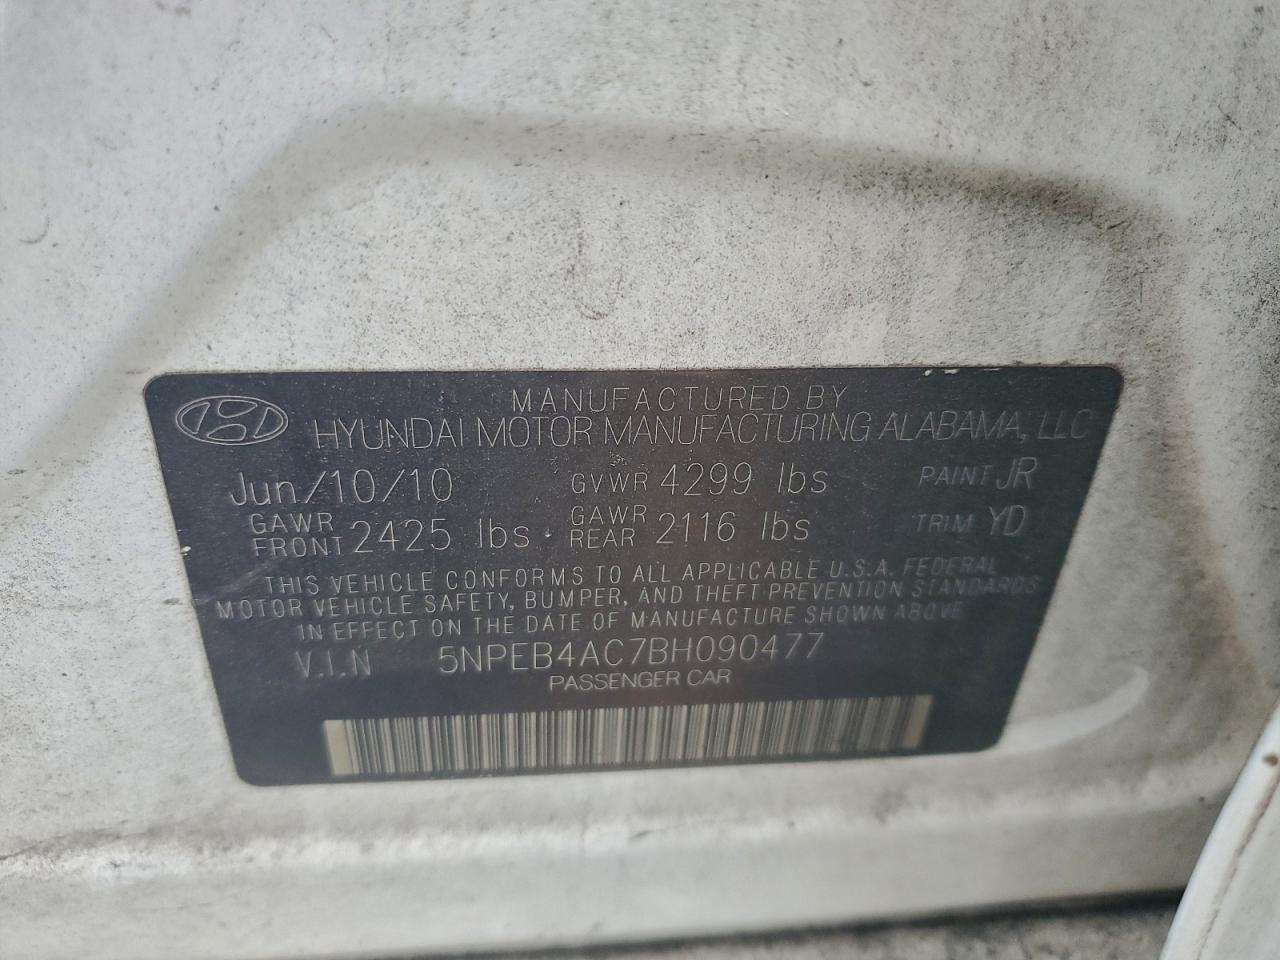 MANUFACTURED BY
HYUNDAI MOTOR MANUFACTURING ALABAMA, LLC
Jun/10/10 GVWR 4299 lbs PAINT JR
GAWR FRONT 2425 lbs GAWR REAR 2116 lbs TRIM YD
THIS VEHICLE CONFORMS TO ALL APPLICABLE U.S.A. FEDERAL
MOTOR VEHICLE SAFETY, BUMPER, AND THEFT PREVENTION STANDARDS
IN EFFECT ON THE DATE OF MANUFACTURE SHOWN ABOVE
V.I.N 5NPEB4AC7BH090477
PASSENGER CAR